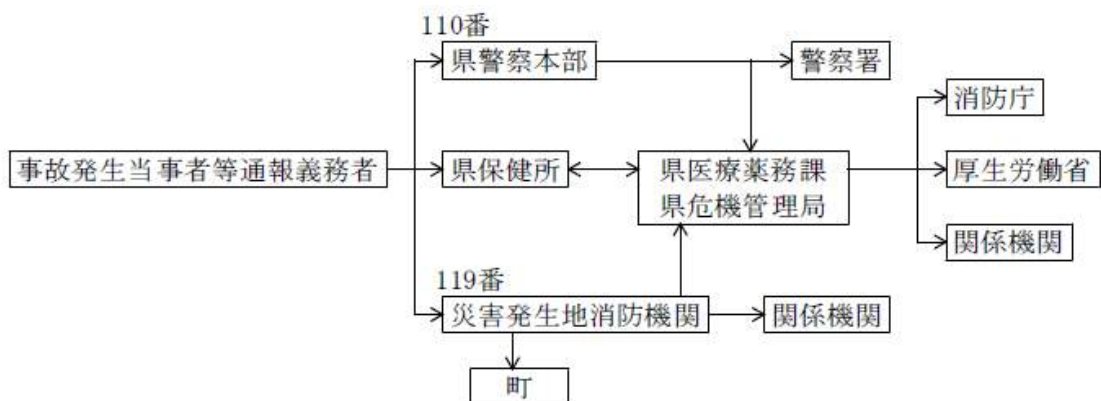 110番
県警察本部
警察署
消防庁
事故発生当事者等通報義務者
県保健所
県医療薬務課
県危機管理局
厚生労働省
関係機関
119番
災害発生地消防機関
関係機関
町